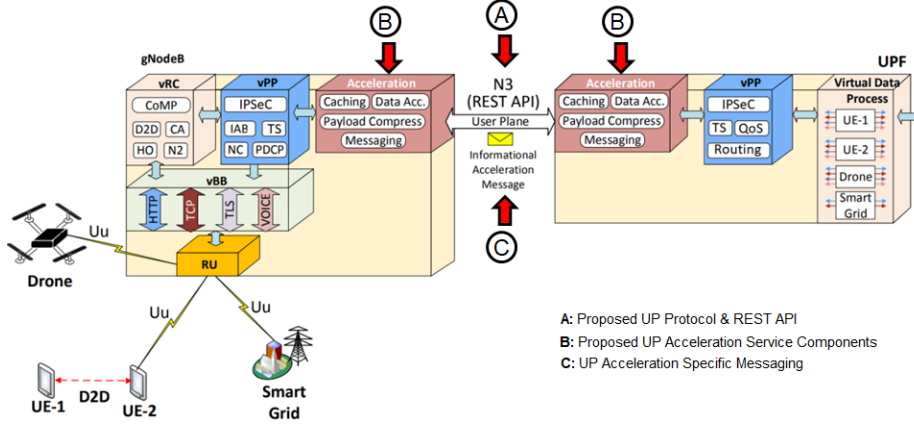 B
A
B
gNodeB
UPF
vRC
vPP
Acceleration
N3
(REST API)
User Plane
Informational
Acceleration
Message
C
CoMP
D2D CA
HO N2
IPSeC
IAB TS
NC PDCP
Caching Data Acc.
Payload Compress
Messaging
Acceleration
Caching Data Acc.
Payload Compress
Messaging
vPP
IPSeC
TS QoS
Routing
Virtual Data
Process
UE-1
UE-2
Drone
Smart
Grid
vBB
HTTP
TCP
TLS
VOICE
RU
Uu
Drone
Uu
Uu
D2D
UE-1
UE-2
Smart
Grid
A: Proposed UP Protocol & REST API
B: Proposed UP Acceleration Service Components
C: UP Acceleration Specific Messaging